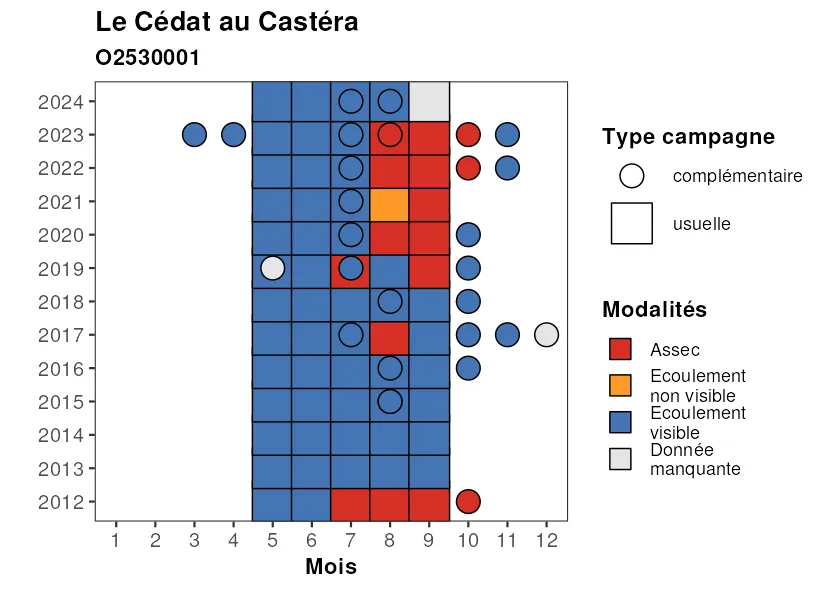 Le Cédat au Castéra
O2530001
2024
2023
2022
2021
2020
2019
2018
2017
2016
2015
2014
2013
2012
1 2 3 4 5 6 7 8 9 10 11 12
Mois
Type campagne
complémentaire
usuelle
Modalités
Assec
Ecoulement
non visible
Ecoulement
visible
Donnée
manquante